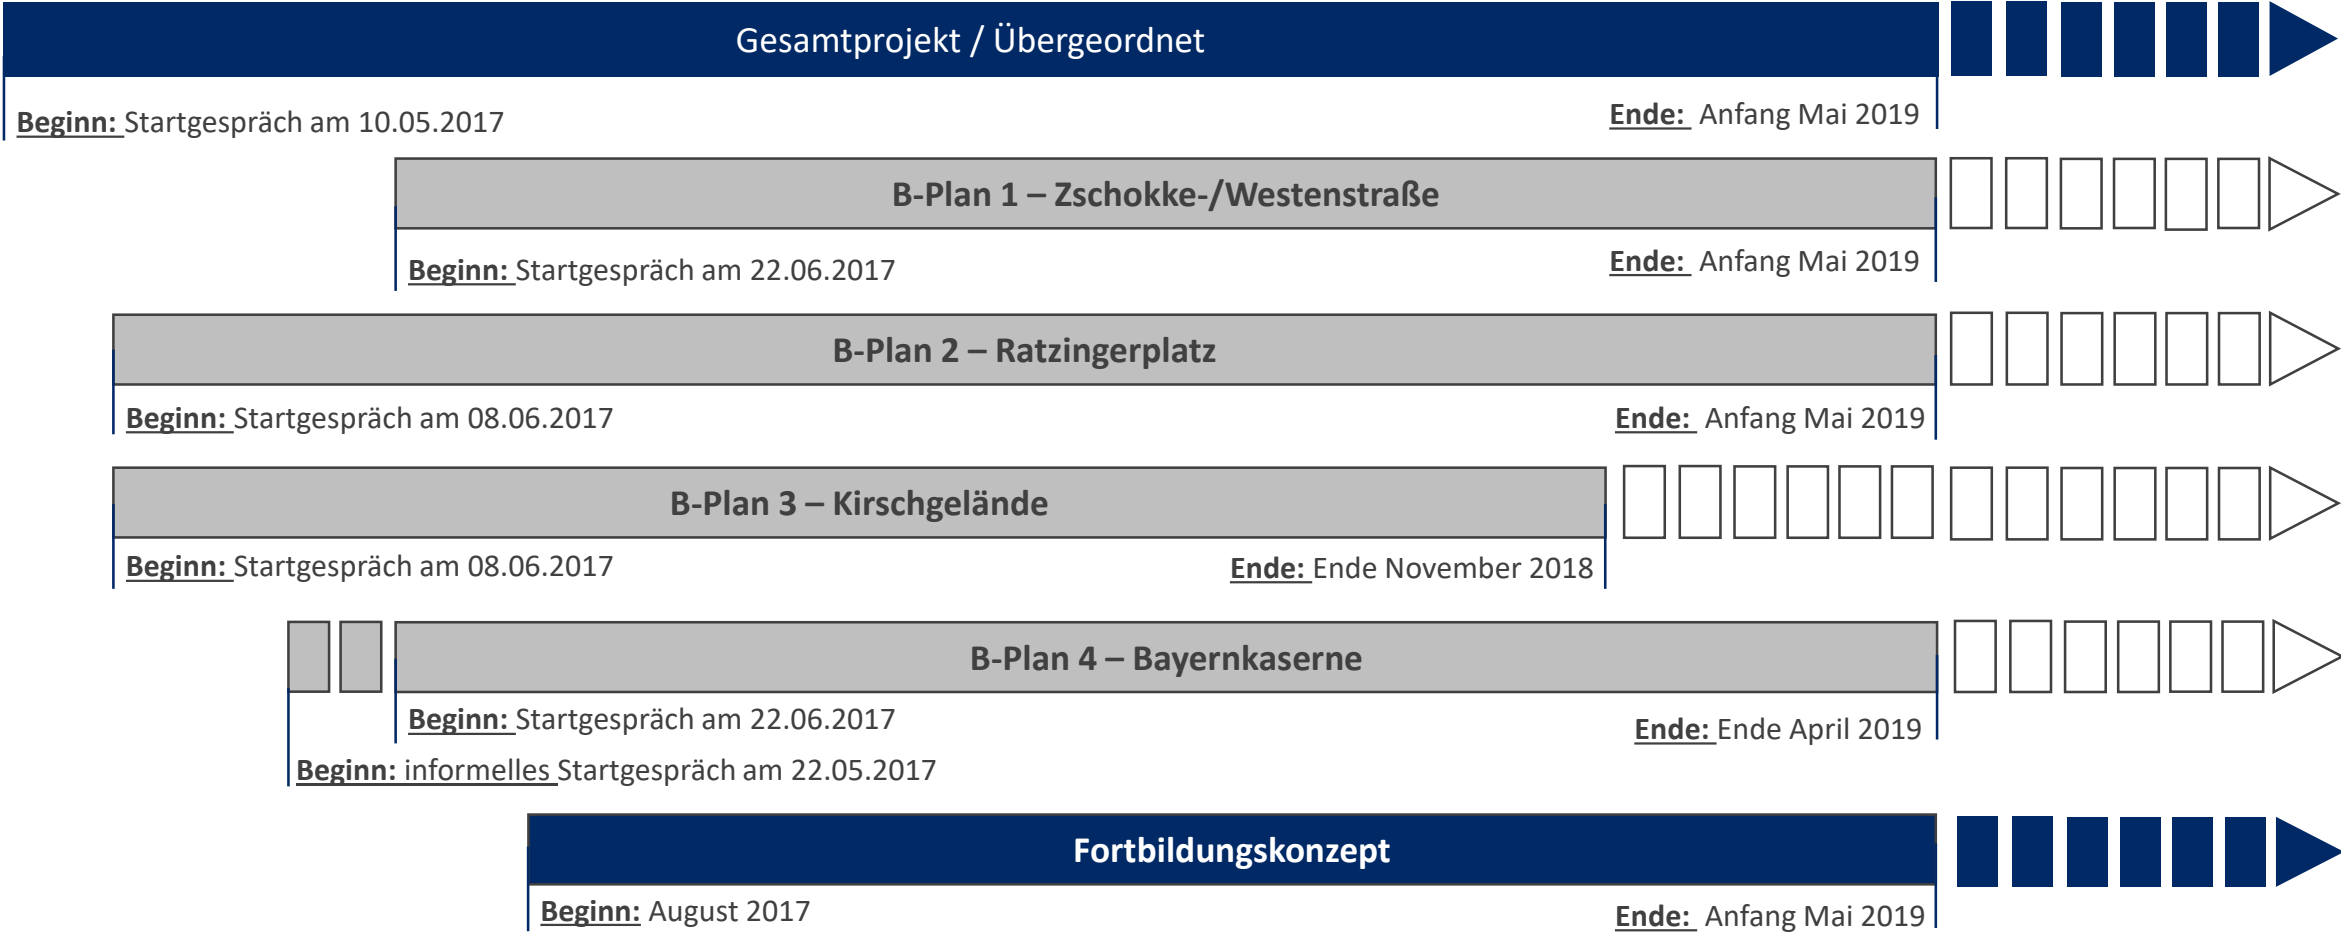 Gesamtprojekt / Übergeordnet
Beginn: Startgespräch am 10.05.2017
Ende: Anfang Mai 2019
B-Plan 1 – Zschokke-/Westenstraße
Beginn: Startgespräch am 22.06.2017
Ende: Anfang Mai 2019
B-Plan 2 – Ratzingerplatz
Beginn: Startgespräch am 08.06.2017
Ende: Anfang Mai 2019
B-Plan 3 – Kirschgelände
Beginn: Startgespräch am 08.06.2017
Ende: Ende November 2018
B-Plan 4 – Bayernkaserne
Beginn: Startgespräch am 22.06.2017
Ende: Ende April 2019
Beginn: informelles Startgespräch am 22.05.2017
Fortbildungskonzept
Beginn: August 2017
Ende: Anfang Mai 2019